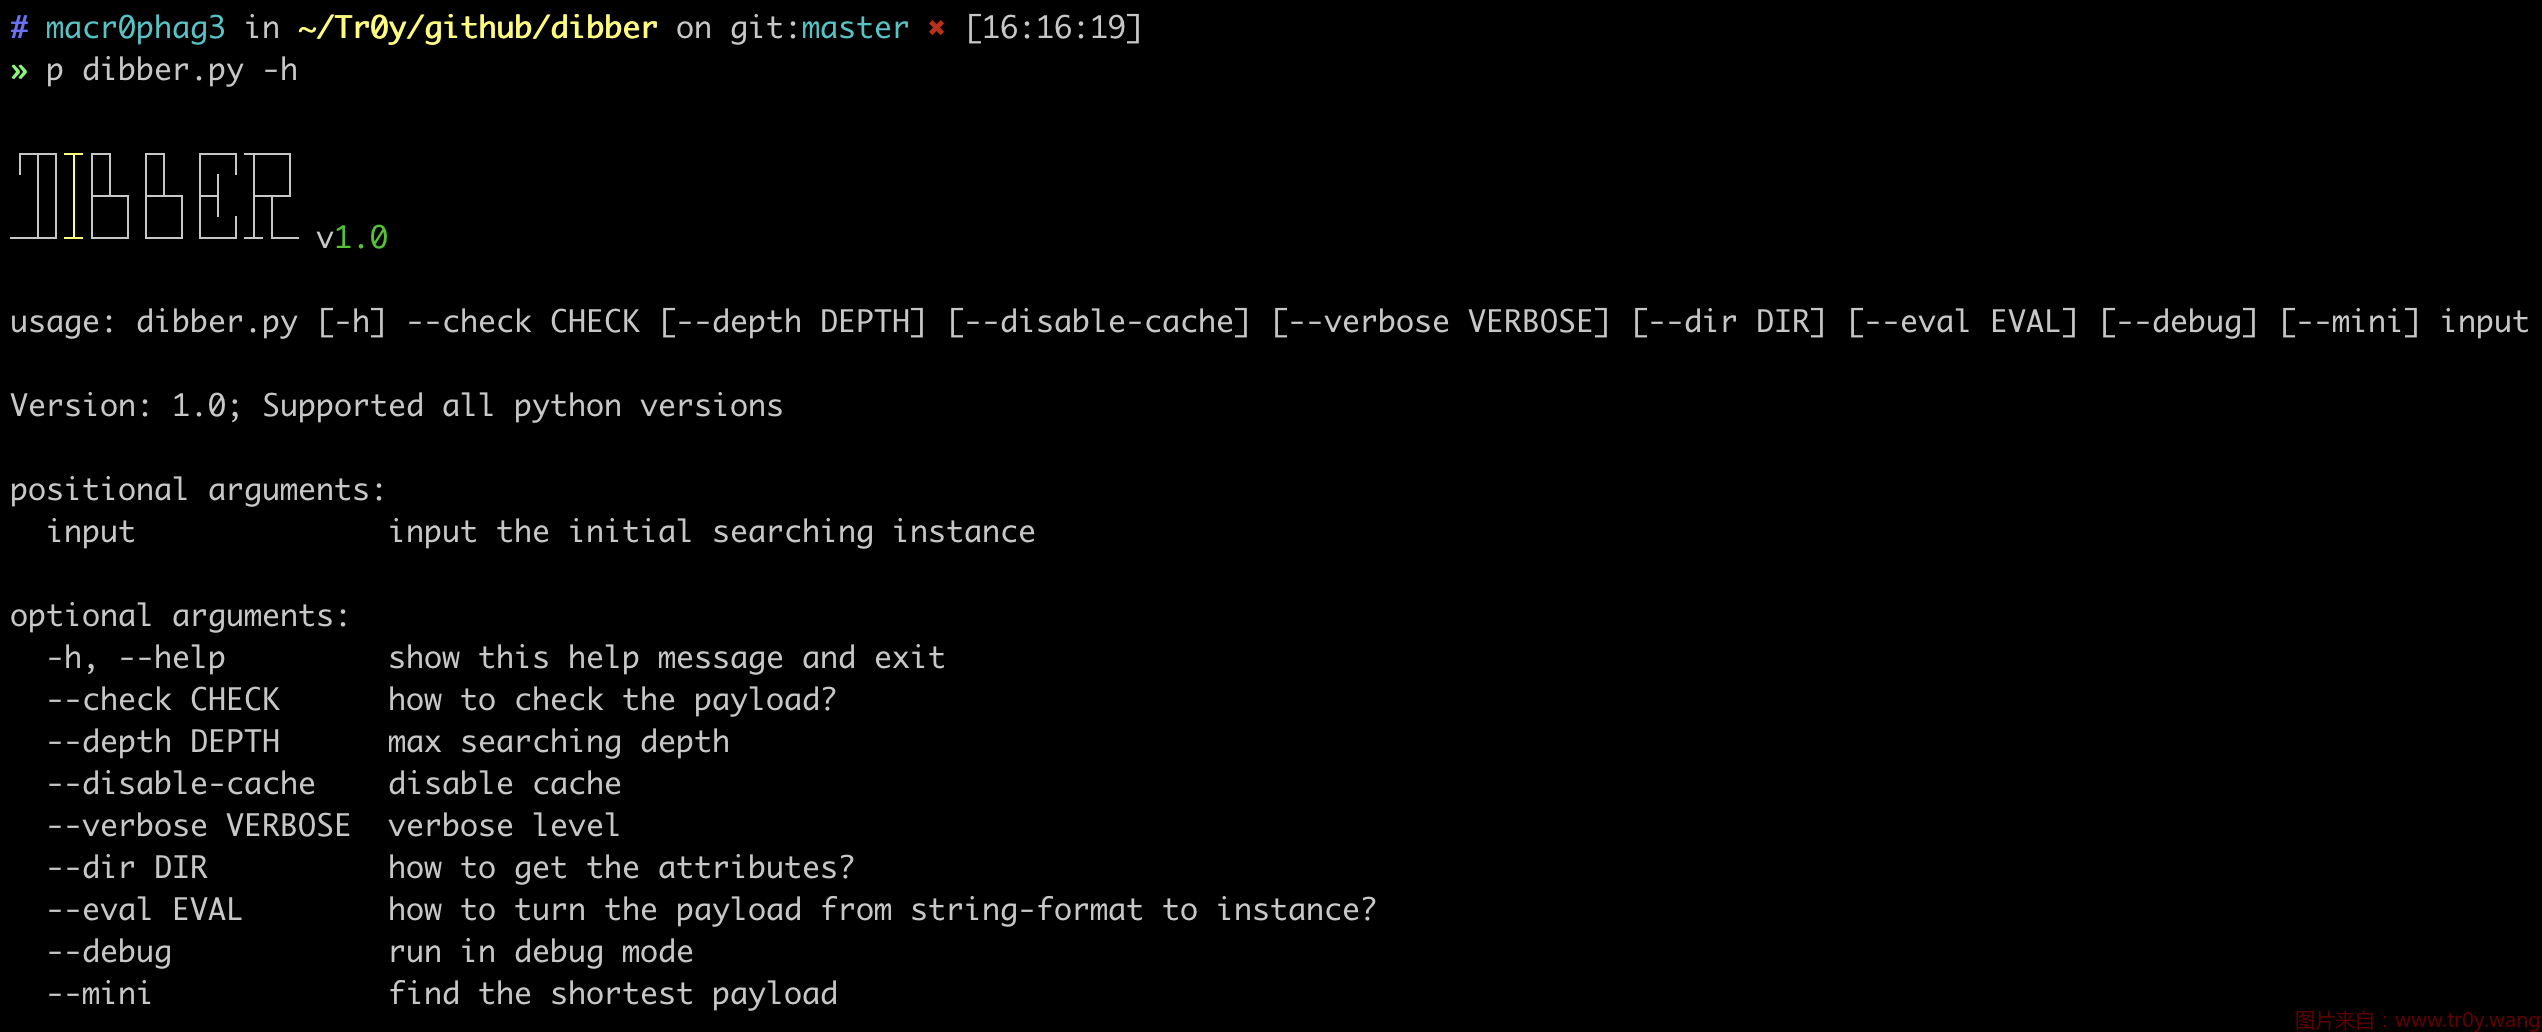 # macr0phag3 in ~/Tr0y/github/dibber on git:master ✖ [16:16:19]
» p dibber.py -h
DIBBER v1.0
usage: dibber.py [-h] --check CHECK [--depth DEPTH] [--disable-cache] [--verbose VERBOSE] [--dir DIR] [--eval EVAL] [--debug] [--mini] input
Version: 1.0; Supported all python versions
positional arguments:
  input              input the initial searching instance
optional arguments:
  -h, --help         show this help message and exit
  --check CHECK      how to check the payload?
  --depth DEPTH      max searching depth
  --disable-cache    disable cache
  --verbose VERBOSE  verbose level
  --dir DIR          how to get the attributes?
  --eval EVAL        how to turn the payload from string-format to instance?
  --debug            run in debug mode
  --mini             find the shortest payload
图片来自：www.tr0y.wang